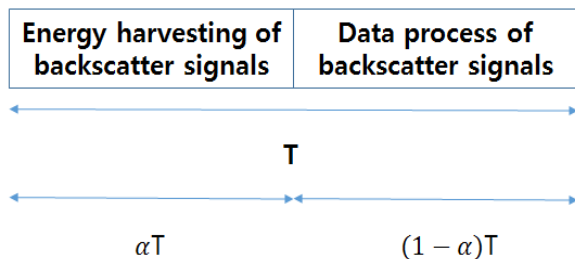 Energy harvesting of
backscatter signals
Data process of
backscatter signals
T
αT
(1 − α)T